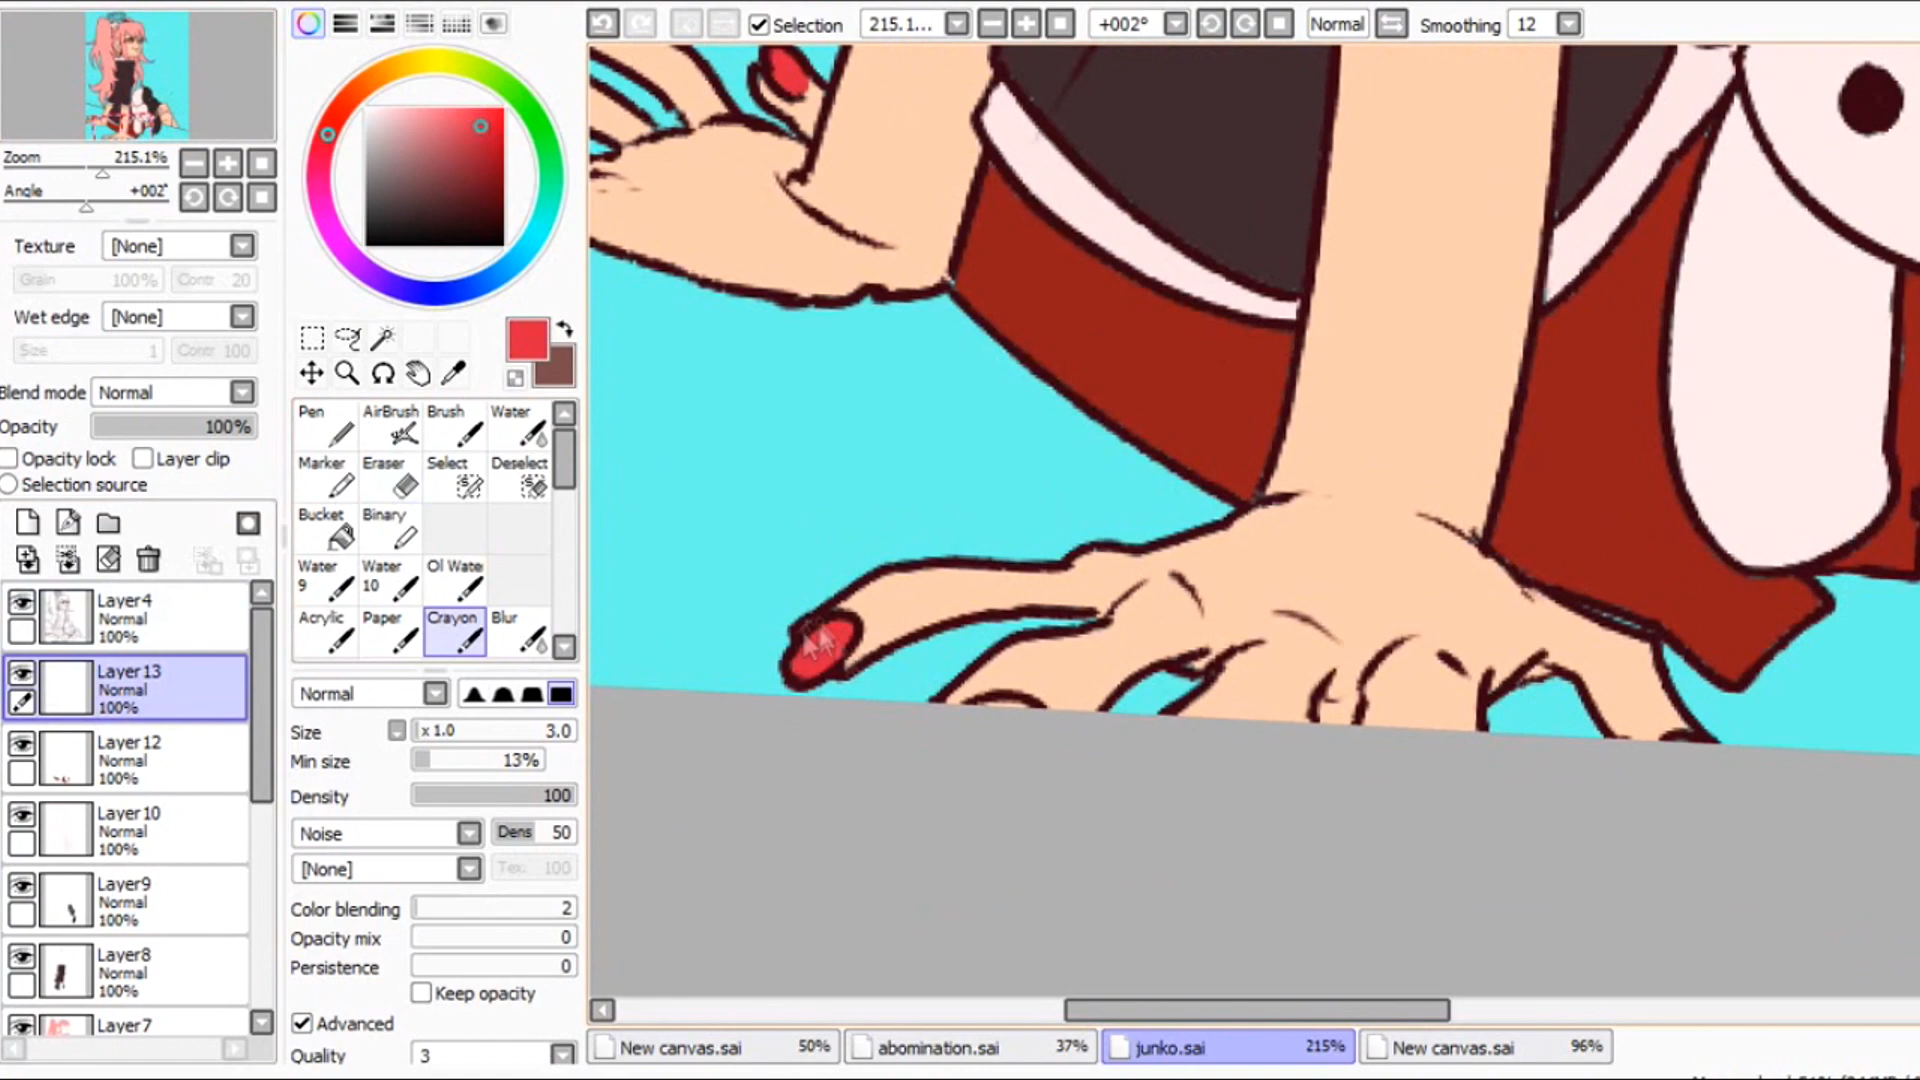 Selection
215.1...
+002°
Normal
Smoothing
12
Zoom
215.1%
Angle
+002°
Texture
[None]
Grain
100%
Contr
20
Wet edge
[None]
Size
1
Contr
100
Blend mode
Normal
Opacity
100%
Opacity lock
Layer clip
Selection source
Layer4
Normal
100%
Layer13
Normal
100%
Layer12
Normal
100%
Layer10
Normal
100%
Layer9
Normal
100%
Layer8
Normal
100%
Layer7
Pen
AirBrush
Brush
Water
Marker
Eraser
Select
Deselect
Bucket
Binary
Water 9
Water 10
Ol Wate
Acrylic
Paper
Crayon
Blur
Normal
Size
x 1.0
3.0
Min size
13%
Density
100
Noise
Dens
50
[None]
Tex.
100
Color blending
2
Opacity mix
0
Persistence
0
Keep opacity
Advanced
Quality
3
New canvas.sai
50%
abomination.sai
37%
junko.sai
215%
New canvas.sai
96%